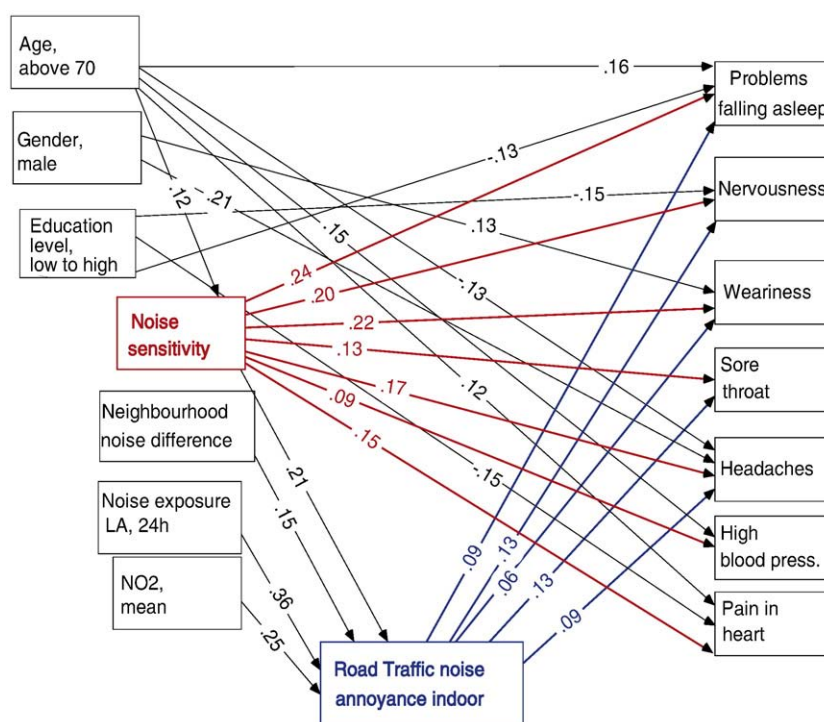 Age,
above 70
Gender,
male
Education
level,
low to high
Noise
sensitivity
Neighbourhood
noise difference
Noise exposure
LA, 24h
NO2,
mean
Road Traffic noise
annoyance indoor
Problems
falling asleep
Nervousness
Weariness
Sore
throat
Headaches
High
blood press.
Pain in
heart
.16
-.13
-.15
.21
.12
.15
.13
-.13
.24
.20
.22
.13
.17
.09
.15
.12
-.15
.21
.15
.36
.25
.09
.13
.06
.13
.09